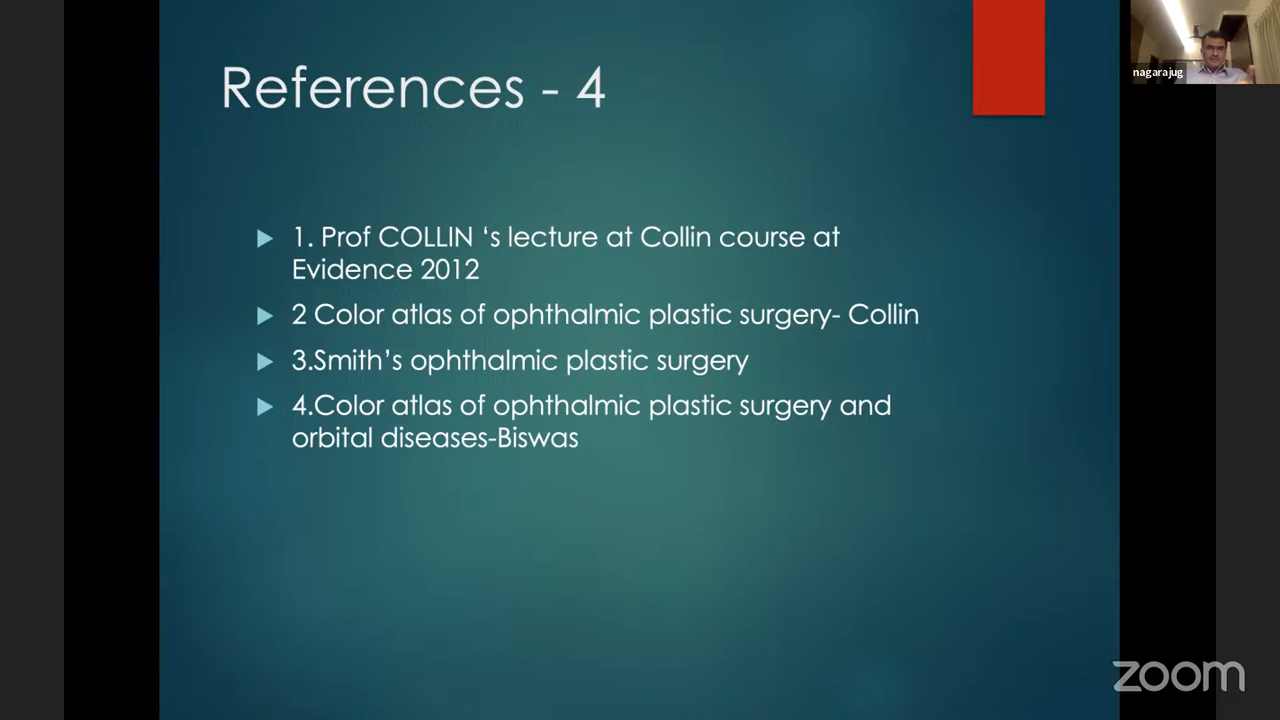 References - 4
nagarajug
1. Prof COLLIN ‘s lecture at Collin course at
Evidence 2012
2 Color atlas of ophthalmic plastic surgery- Collin
3.Smith’s ophthalmic plastic surgery
4.Color atlas of ophthalmic plastic surgery and
orbital diseases-Biswas
zoom